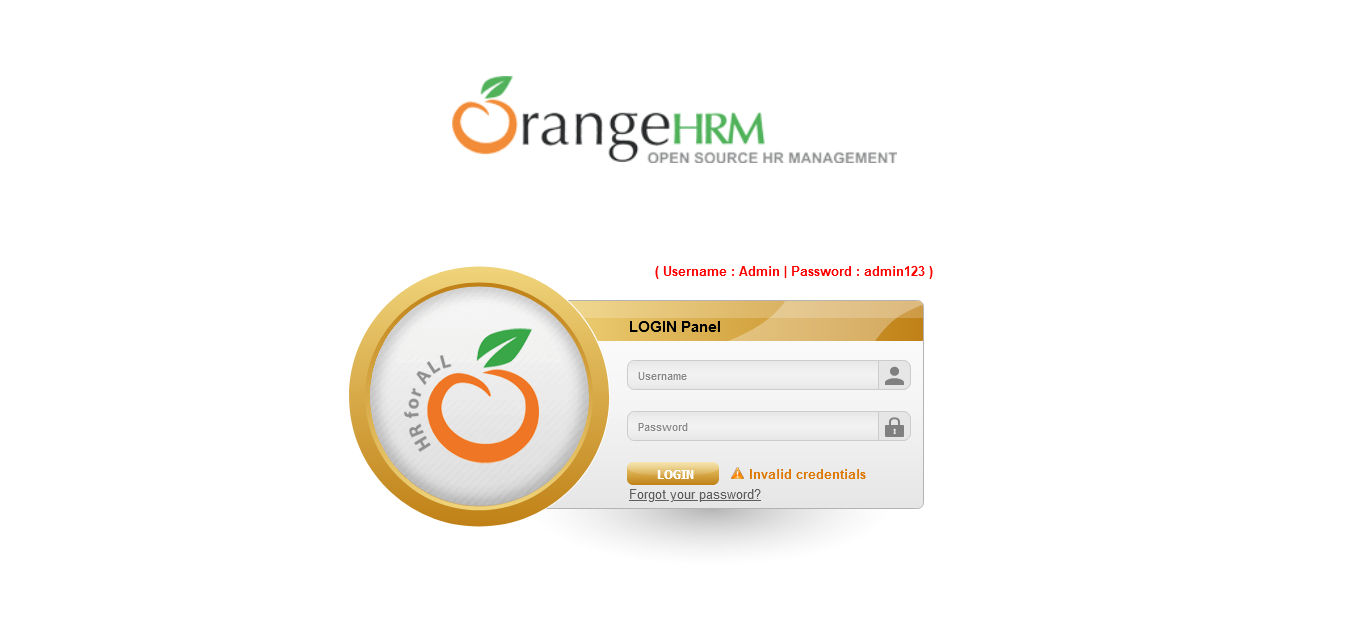 OrangeHRM
OPEN SOURCE HR MANAGEMENT
( Username : Admin | Password : admin123 )
HR for ALL
LOGIN Panel
Username
Password
LOGIN Invalid credentials
Forgot your password?